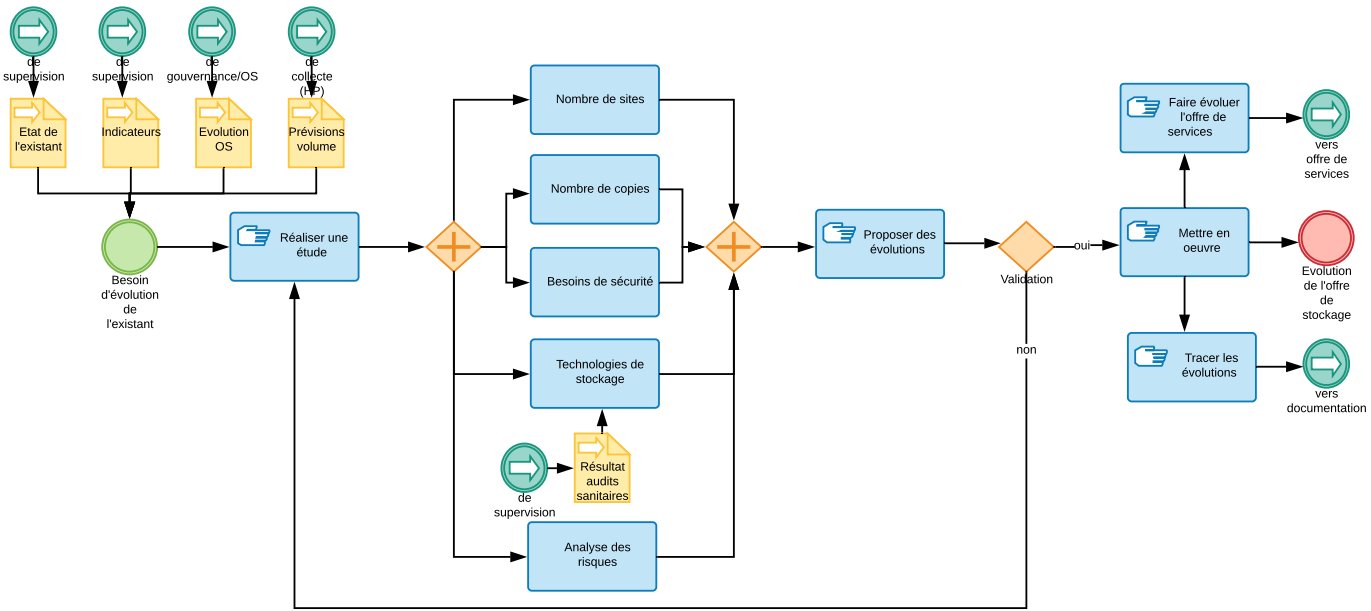 de
supervision
de
supervision
de
gouvernance/OS
de
collecte
(HP)
Etat de
l'existant
Indicateurs
Evolution
OS
Prévisions
volume
Besoin
d'évolution
de
l'existant
Réaliser une
étude
Nombre de sites
Nombre de copies
Besoins de sécurité
Technologies de
stockage
Résultat
audits
sanitaires
de
supervision
Analyse des
risques
Proposer des
évolutions
Validation
oui
non
Faire évoluer
l'offre de
services
vers
offre de
services
Mettre en
oeuvre
Evolution
de l'offre
de
stockage
Tracer les
évolutions
vers
documentation